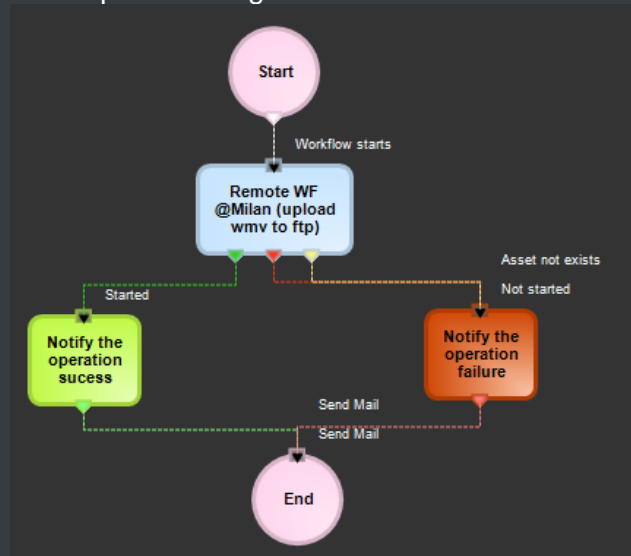 Start
Workflow starts
Remote WF
@Milan (upload
wmv to ftp)
Asset not exists
Started
Not started
Notify the
operation
sucess
Notify the
operation
failure
Send Mail
Send Mail
End